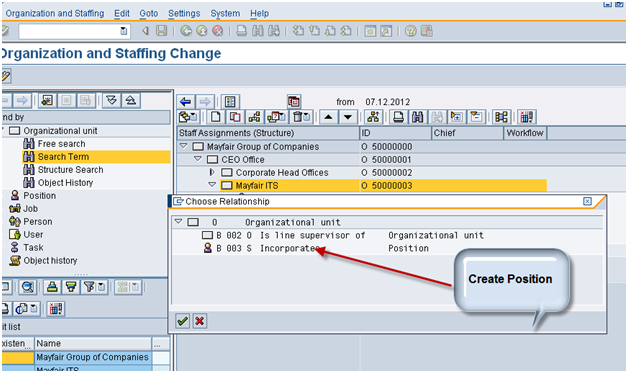 Organization and Staffing Edit Goto Settings System Help
Organization and Staffing Change
from 07.12.2012
nd by
Organizational unit
Free search
Search Term
Structure Search
Object History
Position
Job
Person
User
Task
Object history
Staff Assignments (Structure) ID Chief Workflow
Mayfair Group of Companies O 50000000
CEO Office O 50000001
Corporate Head Offices O 50000002
Mayfair ITS O 50000003
Choose Relationship
O Organizational unit
B 002 O Is line supervisor of Organizational unit
B 003 S Incorporates Position
Create Position
it list
Existen... Name ...
Mayfair Group of Companies
Mayfair ITS